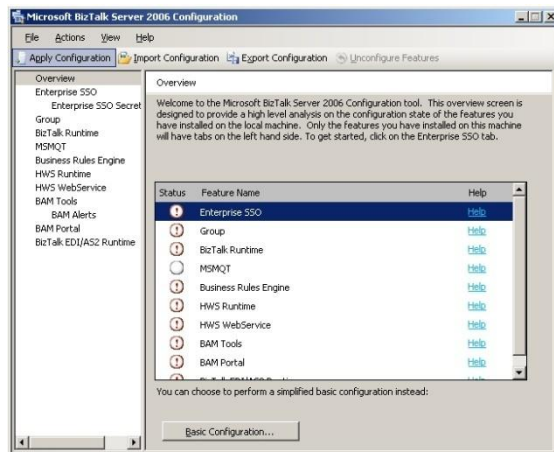 Microsoft BizTalk Server 2006 Configuration
File Actions View Help
Apply Configuration Import Configuration Export Configuration Unconfigure Features
Overview
Enterprise SSO
Enterprise SSO Secret
Group
BizTalk Runtime
MSMQT
Business Rules Engine
HWS Runtime
HWS WebService
BAM Tools
BAM Alerts
BAM Portal
BizTalk EDI/AS2 Runtime
Overview
Welcome to the Microsoft BizTalk Server 2006 Configuration tool. This overview screen is
designed to provide a high level analysis on the configuration state of the features you
have installed on the local machine. Only the features you have installed on this machine
will have tabs on the left hand side. To get started, click on the Enterprise SSO tab.
Status Feature Name Help
Enterprise SSO Help
Group Help
BizTalk Runtime Help
MSMQT Help
Business Rules Engine Help
HWS Runtime Help
HWS WebService Help
BAM Tools Help
BAM Portal Help
You can choose to perform a simplified basic configuration instead:
Basic Configuration...